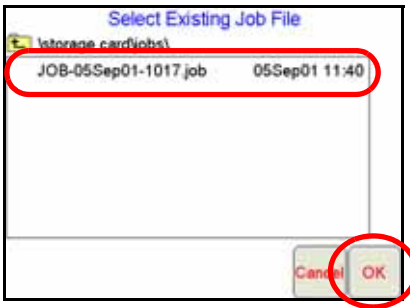 Select Existing Job File
\storage card\jobs\
JOB-05Sep01-1017.job 05Sep01 11:40
Cancel OK